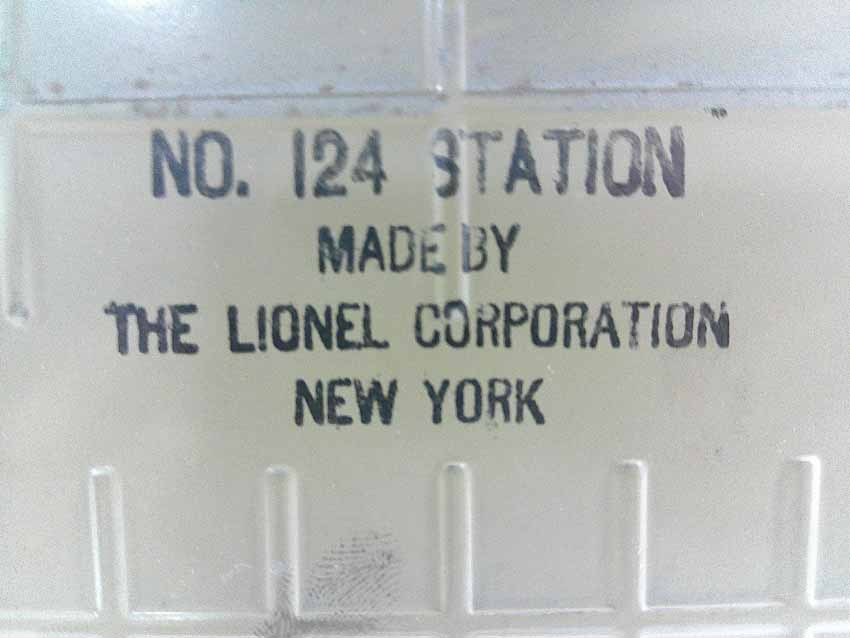 NO. 124 STATION
MADE BY
THE LIONEL CORPORATION
NEW YORK